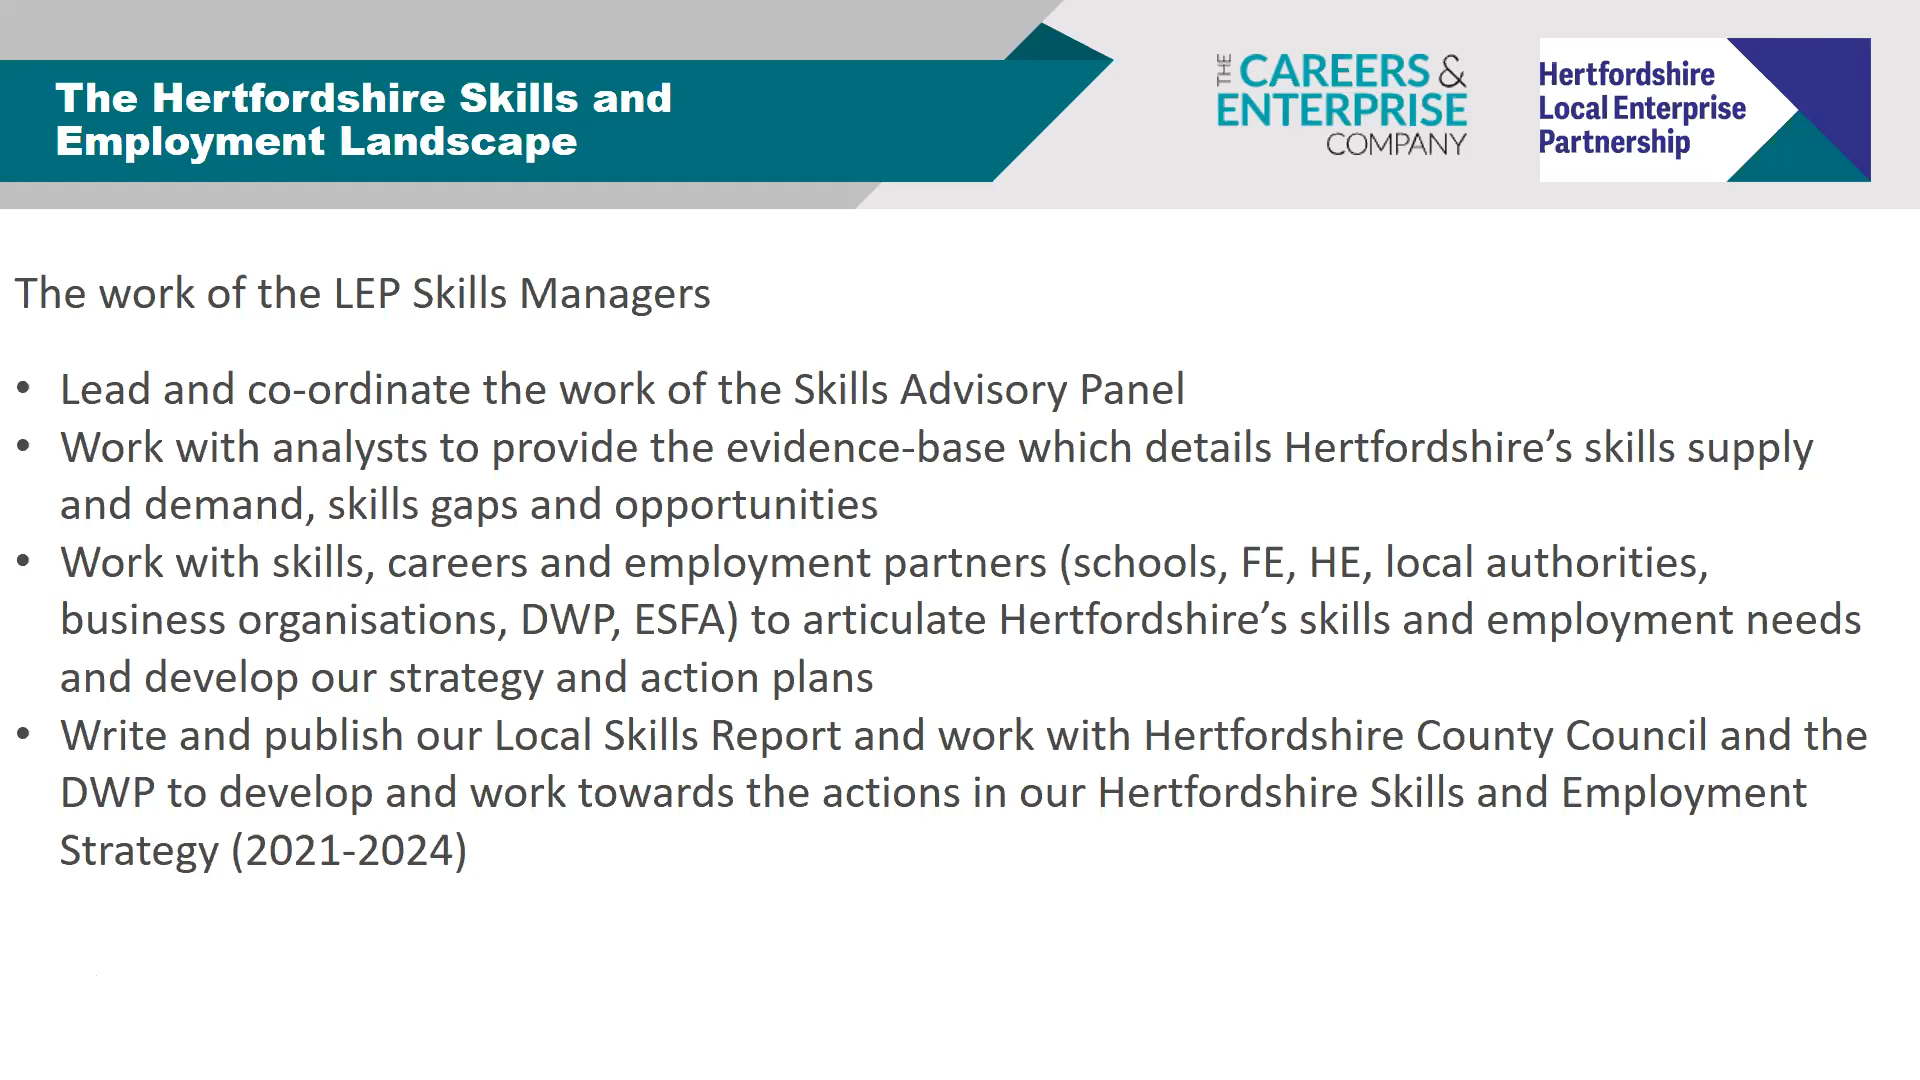 The Hertfordshire Skills and
Employment Landscape
THE CAREERS &
ENTERPRISE
COMPANY
Hertfordshire
Local Enterprise
Partnership
The work of the LEP Skills Managers
• Lead and co-ordinate the work of the Skills Advisory Panel
• Work with analysts to provide the evidence-base which details Hertfordshire’s skills supply
and demand, skills gaps and opportunities
• Work with skills, careers and employment partners (schools, FE, HE, local authorities,
business organisations, DWP, ESFA) to articulate Hertfordshire’s skills and employment needs
and develop our strategy and action plans
• Write and publish our Local Skills Report and work with Hertfordshire County Council and the
DWP to develop and work towards the actions in our Hertfordshire Skills and Employment
Strategy (2021-2024)